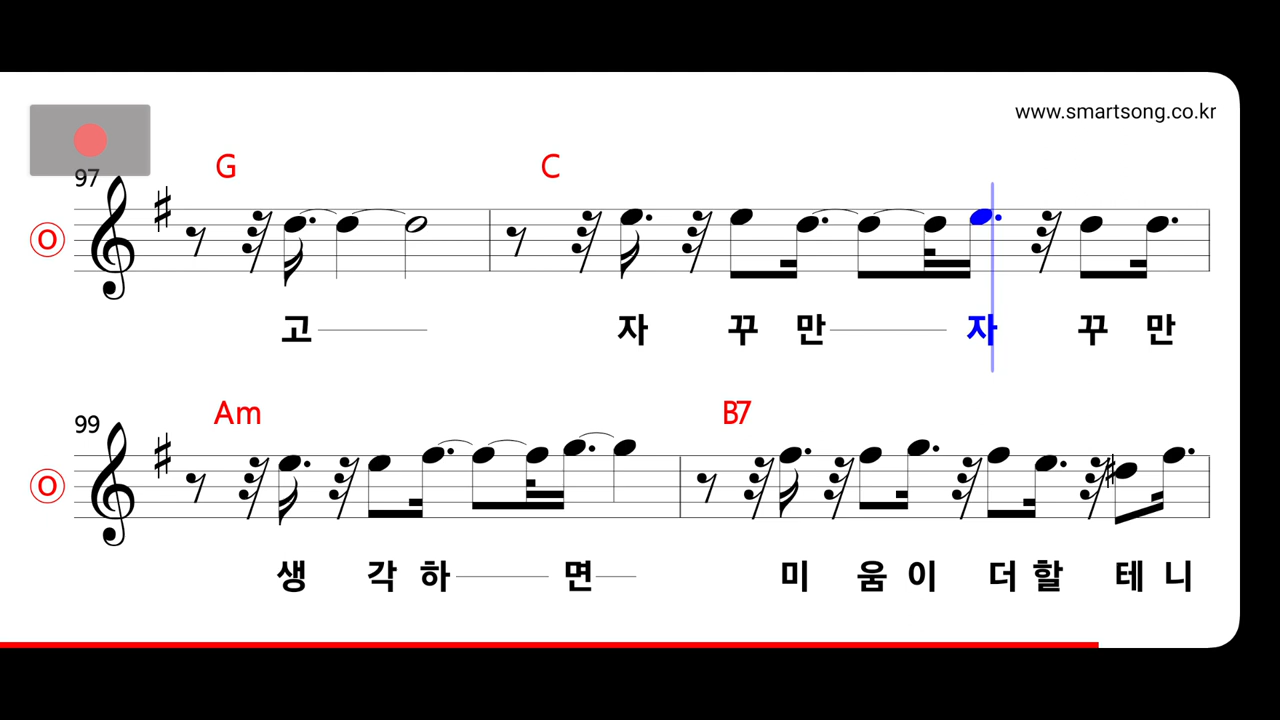 www.smartsong.co.kr
97
G C
O
고 자 꾸 만 자 꾸 만
99
Am B7
O
생 각 하 면 미 움 이 더 할 테 니